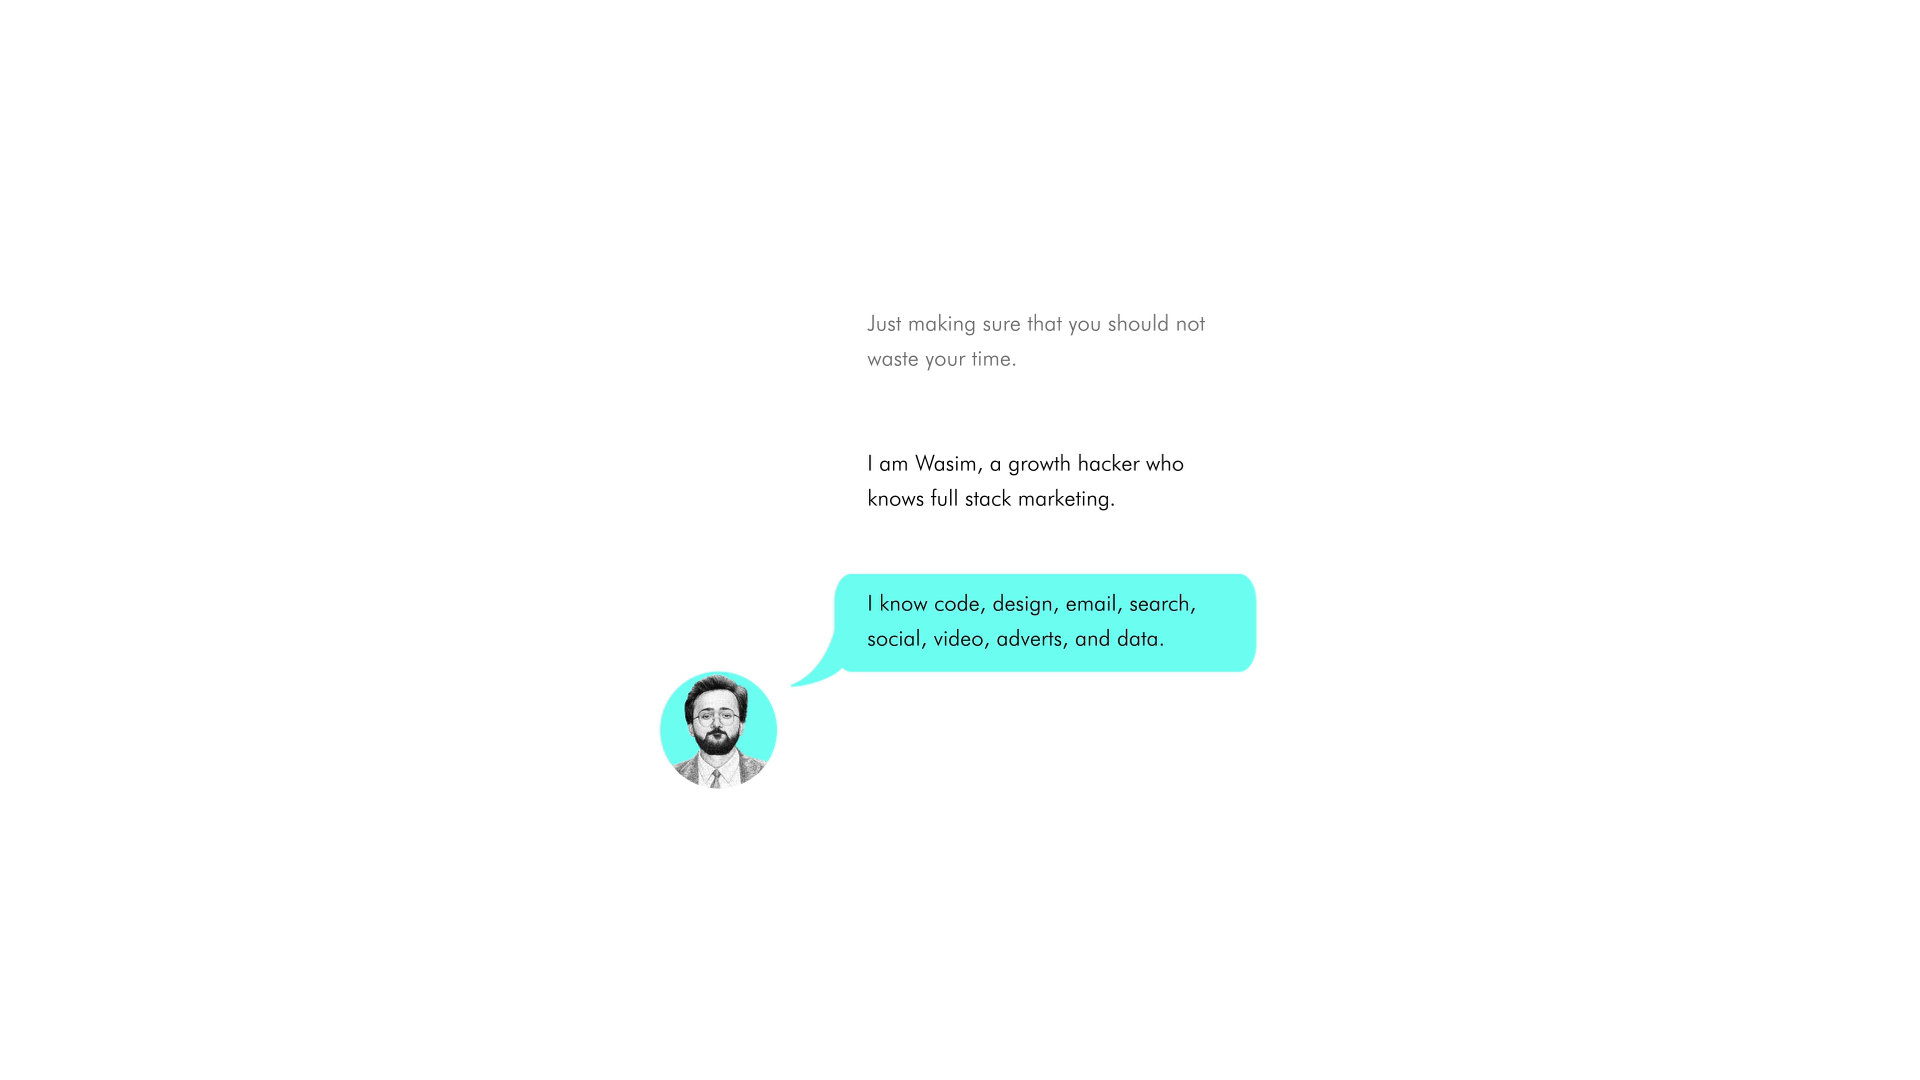 Just making sure that you should not
waste your time.
I am Wasim, a growth hacker who
knows full stack marketing.
I know code, design, email, search,
social, video, adverts, and data.